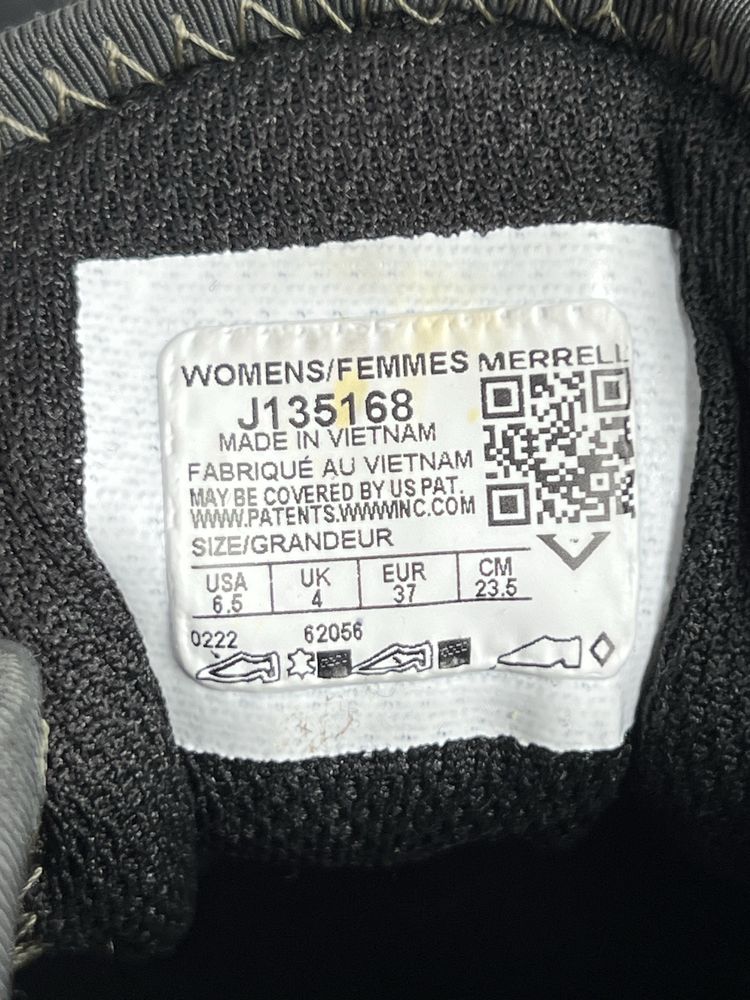 WOMENS/FEMMES MERRELL
J135168
MADE IN VIETNAM
FABRIQUÉ AU VIETNAM
MAY BE COVERED BY US PAT.
WWW.PATENTS.WWWINC.COM
SIZE/GRANDEUR
USA UK EUR CM
6.5 4 37 23.5
0222 62056